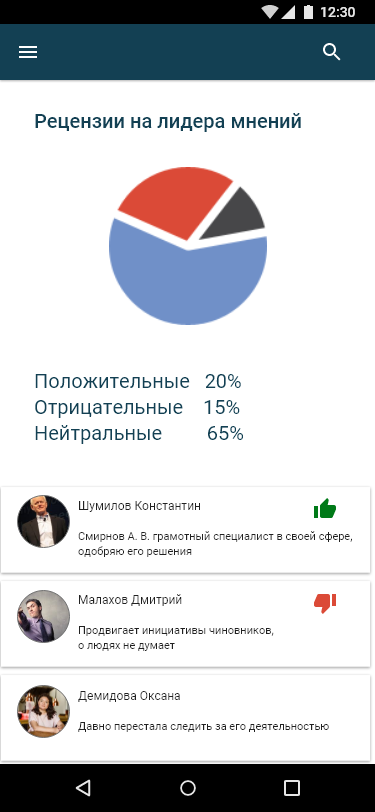 12:30
Рецензии на лидера мнений
Положительные 20%
Отрицательные 15%
Нейтральные 65%
Шумилов Константин
Смирнов А. В. грамотный специалист в своей сфере,
одобряю его решения
Малахов Дмитрий
Продвигает инициативы чиновников,
о людях не думает
Демидова Оксана
Давно перестала следить за его деятельностью